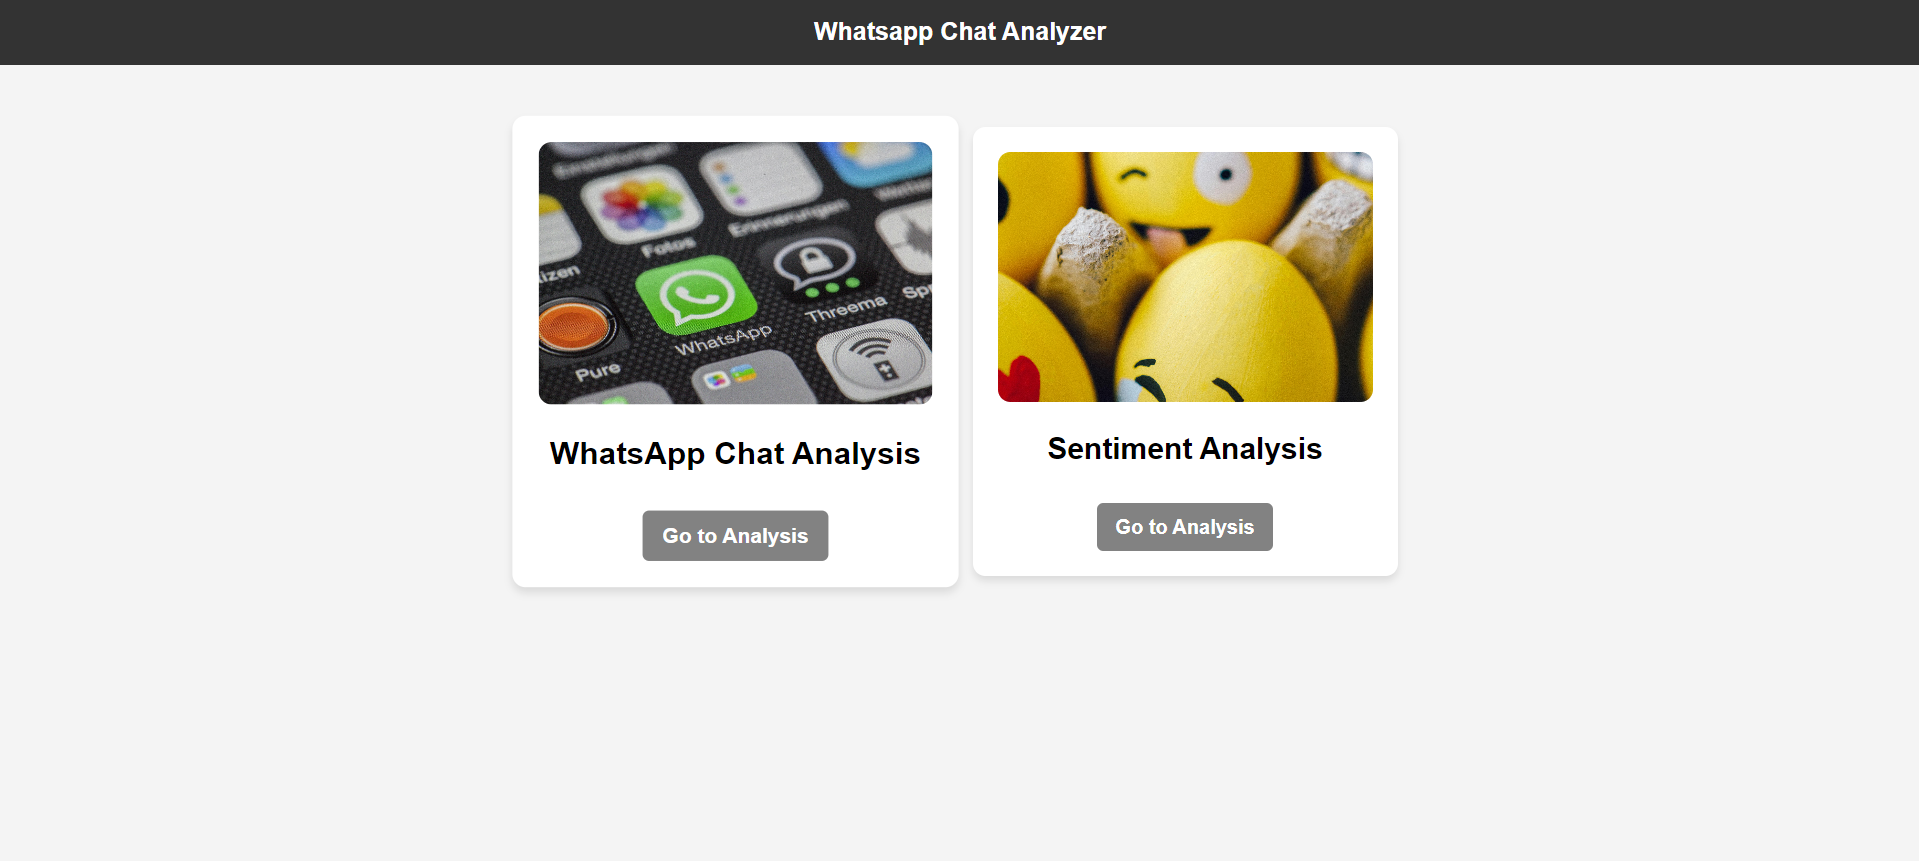 Whatsapp Chat Analyzer
Fotos
Erinnerungen
WhatsApp
Threema
Pure
WhatsApp Chat Analysis
Go to Analysis
Sentiment Analysis
Go to Analysis